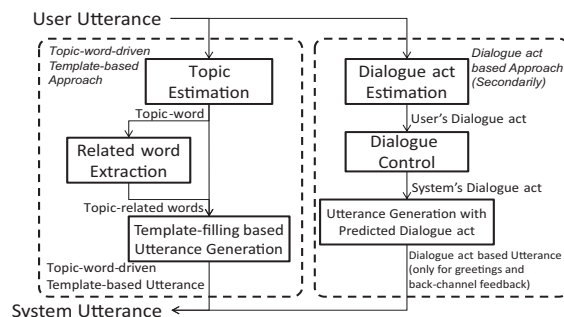 User Utterance
Topic-word-driven
Template-based
Approach
Topic
Estimation
Topic-word
Related word
Extraction
Topic-related words
Template-filling based
Utterance Generation
Topic-word-driven
Template-based Utterance
Dialogue act
based Approach
(Secondarily)
Dialogue act
Estimation
User's Dialogue act
Dialogue
Control
System's Dialogue act
Utterance Generation with
Predicted Dialogue act
Dialogue act based Utterance
(only for greetings and
back-channel feedback)
System Utterance